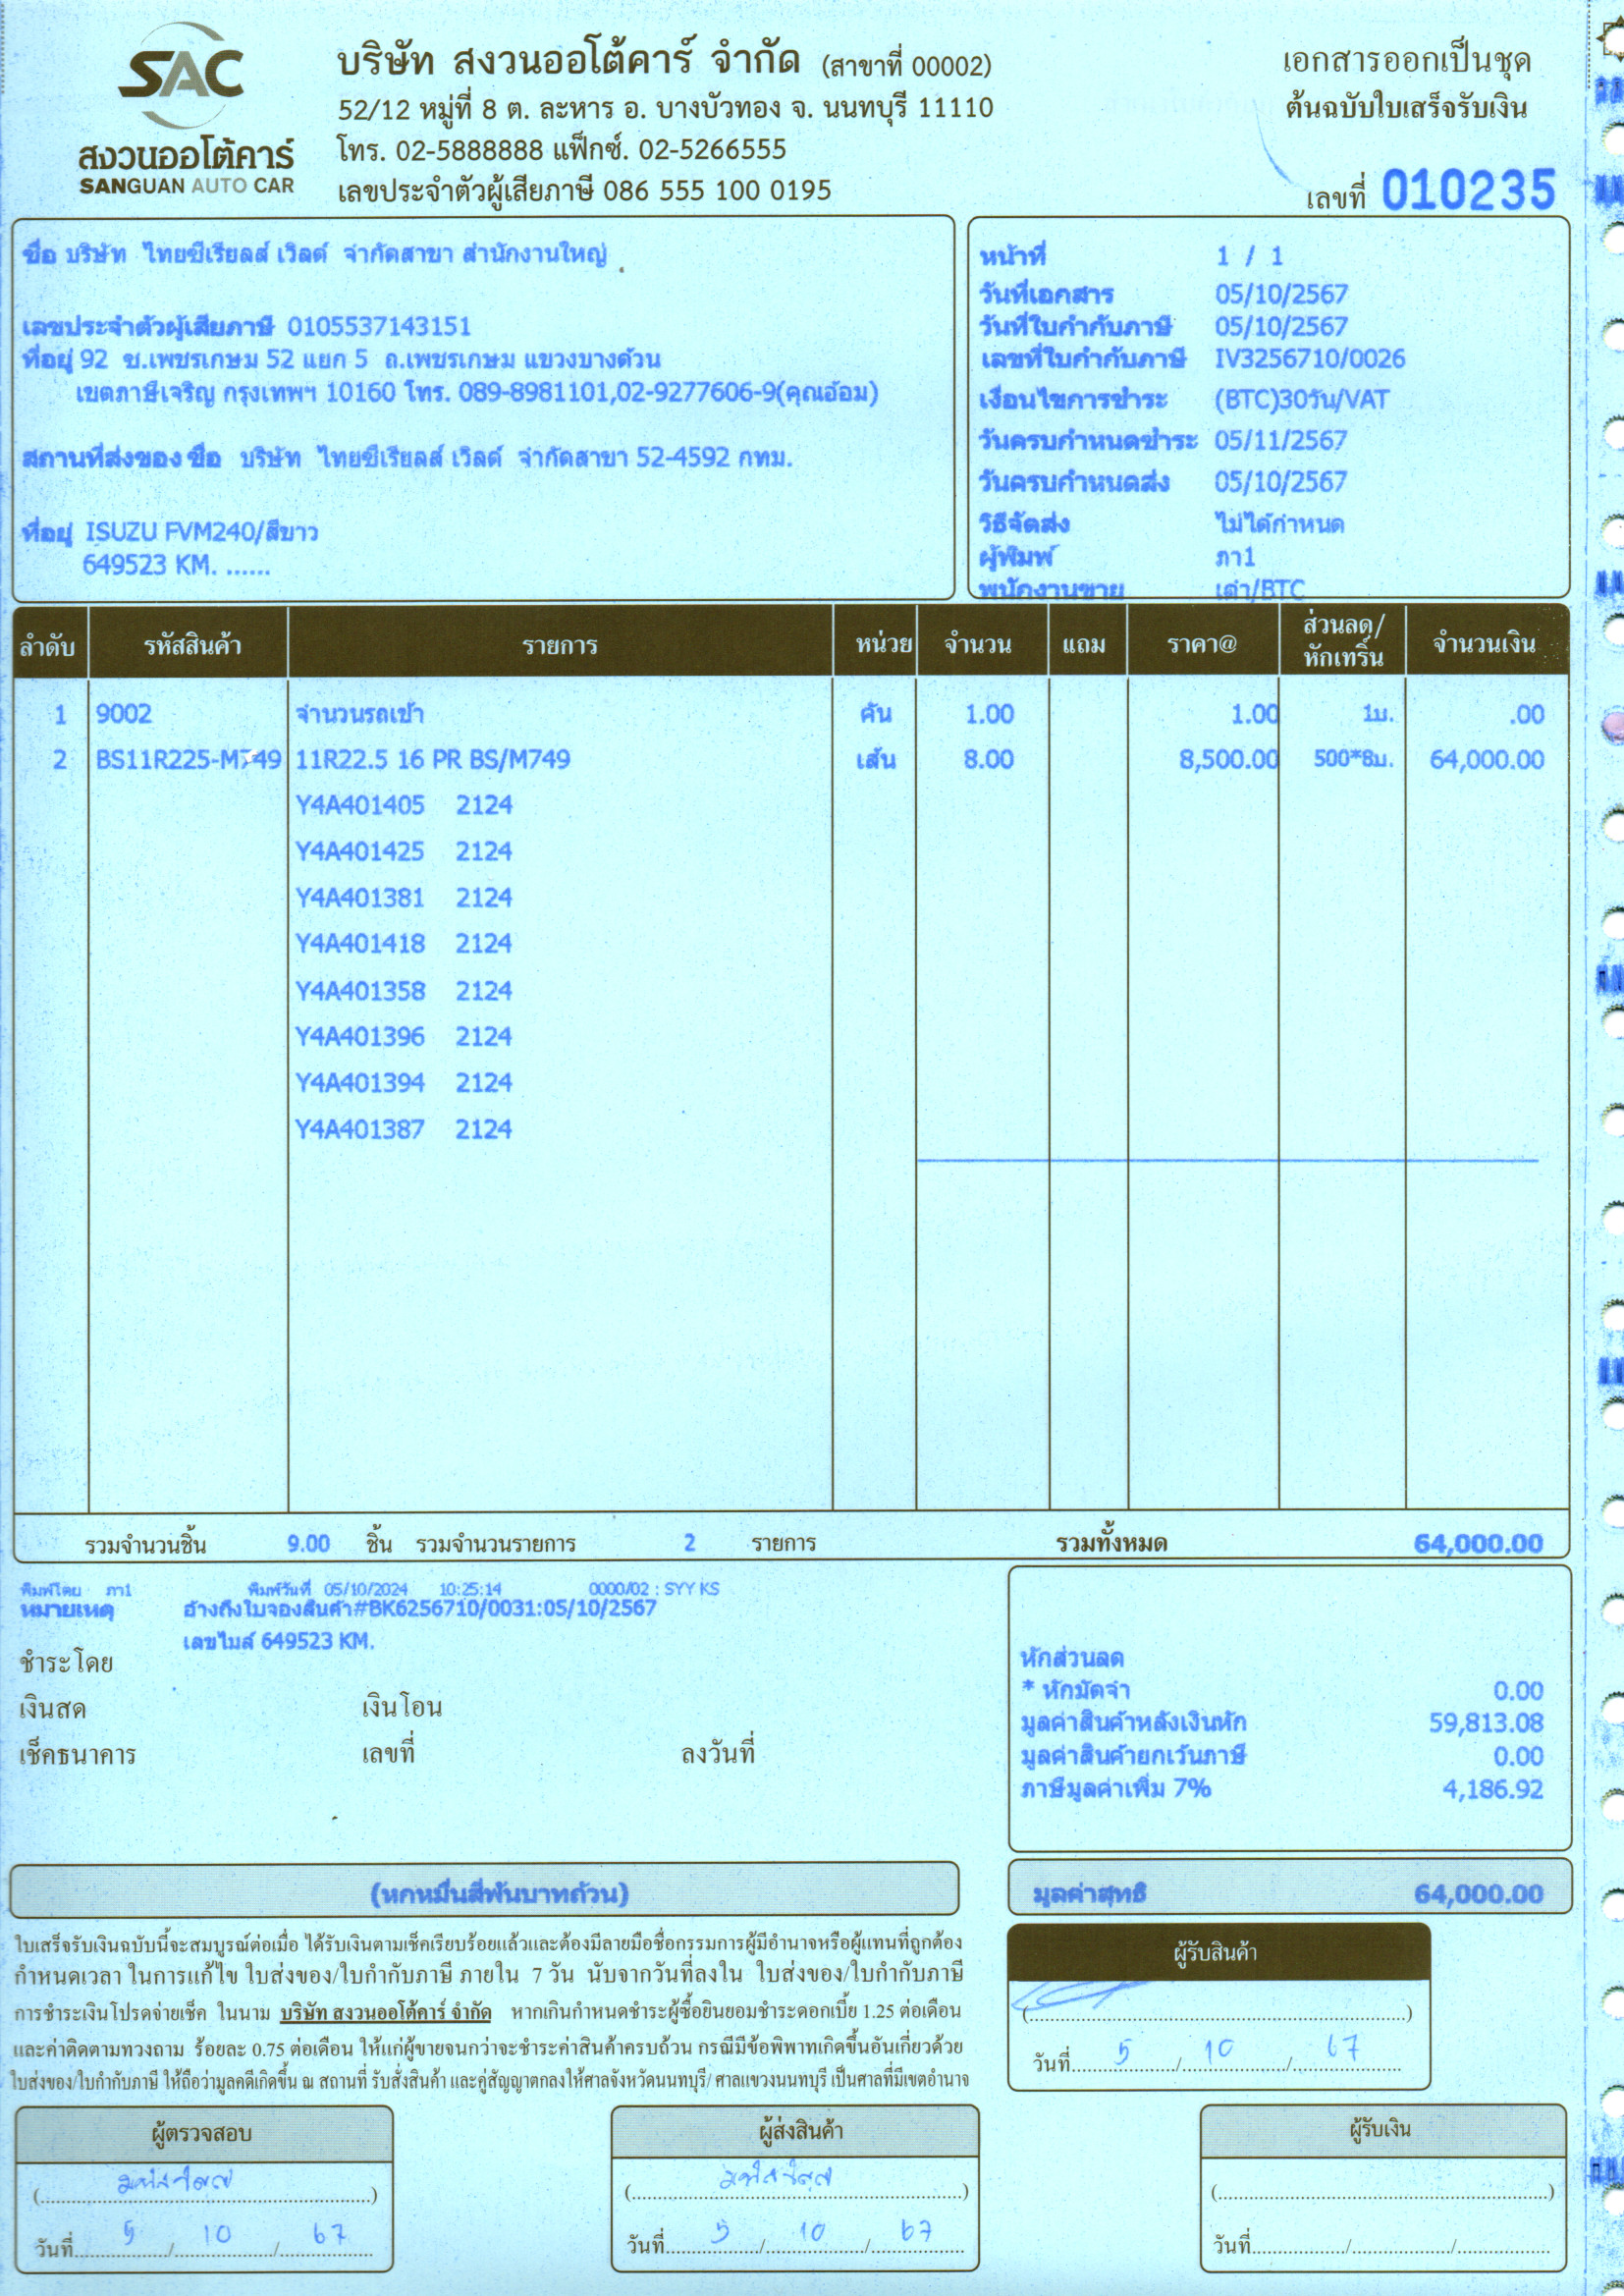 SAC
สงวนออโต้คาร์
SANGUAN AUTO CAR
บริษัท สงวนออโต้คาร์ จำกัด (สาขาที่ 00002)
52/12 หมู่ที่ 8 ต. ละหาร อ. บางบัวทอง จ. นนทบุรี 11110
โทร. 02-5888888 แฟ็กซ์. 02-5266555
เลขประจำตัวผู้เสียภาษี 086 555 100 0195
เอกสารออกเป็นชุด
ต้นฉบับใบเสร็จรับเงิน
เลขที่ 010235
ชื่อ บริษัท ไทยซีเรียลส์ เวิลด์ จำกัดสาขา สำนักงานใหญ่
เลขประจำตัวผู้เสียภาษี 0105537143151
ที่อยู่ 92 ซ.เพชรเกษม 52 แยก 5 ถ.เพชรเกษม แขวงบางด้วน
เขตภาษีเจริญ กรุงเทพฯ 10160 โทร. 089-8981101,02-9277606-9(คุณอ้อม)
สถานที่ส่งของ ชื่อ บริษัท ไทยซีเรียลส์ เวิลด์ จำกัดสาขา 52-4592 กทม.
ที่อยู่ ISUZU FVM240/สีขาว
649523 KM. ......
หน้าที่ 1 / 1
วันที่เอกสาร 05/10/2567
วันที่ใบกำกับภาษี 05/10/2567
เลขที่ใบกำกับภาษี IV3256710/0026
เงื่อนไขการชำระ (BTC)30วัน/VAT
วันครบกำหนดชำระ 05/11/2567
วันครบกำหนดส่ง 05/10/2567
วิธีจัดส่ง ไม่ได้กำหนด
ผู้พิมพ์ ภา1
พนักงานขาย เต่า/BTC
ลำดับ รหัสสินค้า รายการ หน่วย จำนวน แถม ราคา@ ส่วนลด/หักเทริ์น จำนวนเงิน
1 9002 จำนวนรถเข้า คัน 1.00 1.00 1บ. .00
2 BS11R225-M749 11R22.5 16 PR BS/M749 เส้น 8.00 8,500.00 500*8บ. 64,000.00
Y4A401405 2124
Y4A401425 2124
Y4A401381 2124
Y4A401418 2124
Y4A401358 2124
Y4A401396 2124
Y4A401394 2124
Y4A401387 2124
รวมจำนวนชิ้น 9.00 ชิ้น รวมจำนวนรายการ 2 รายการ รวมทั้งหมด 64,000.00
พิมพ์โดย ภา1 พิมพ์วันที่ 05/10/2024 10:25:14 0000/02 : SYY KS
หมายเหตุ อ้างถึงใบจองสินค้า#BK6256710/0031:05/10/2567
เลขไมล์ 649523 KM.
ชำระโดย
เงินสด เงินโอน
เช็คธนาคาร เลขที่ ลงวันที่
หักส่วนลด
* หักมัดจำ 0.00
มูลค่าสินค้าหลังเงินหัก 59,813.08
มูลค่าสินค้ายกเว้นภาษี 0.00
ภาษีมูลค่าเพิ่ม 7% 4,186.92
(หกหมื่นสี่พันบาทถ้วน)
มูลค่าสุทธิ 64,000.00
ใบเสร็จรับเงินฉบับนี้จะสมบูรณ์ต่อเมื่อ ได้รับเงินตามเช็คเรียบร้อยแล้วและต้องมีลายมือชื่อกรรมการผู้มีอำนาจหรือผู้แทนที่ถูกต้อง
กำหนดเวลา ในการแก้ไข ใบส่งของ/ใบกำกับภาษี ภายใน 7 วัน นับจากวันที่ลงใน ใบส่งของ/ใบกำกับภาษี
การชำระเงินโปรดจ่ายเช็ค ในนาม บริษัท สงวนออโต้คาร์ จำกัด หากเกินกำหนดชำระผู้ซื้อยินยอมชำระดอกเบี้ย 1.25 ต่อเดือน
และค่าติดตามทวงถาม ร้อยละ 0.75 ต่อเดือน ให้แก่ผู้ขายจนกว่าจะชำระค่าสินค้าครบถ้วน กรณีมีข้อพิพาทเกิดขึ้นอันเกี่ยวด้วย
ใบส่งของ/ใบกำกับภาษี ให้ถือว่ามูลคดีเกิดขึ้น ณ สถานที่ รับสั่งสินค้า และคู่สัญญาตกลงให้ศาลจังหวัดนนทบุรี/ ศาลแขวงนนทบุรี เป็นศาลที่มีเขตอำนาจ
ผู้รับสินค้า
วันที่ 5 / 10 / 67
ผู้ตรวจสอบ
วันที่ 5 / 10 / 67
ผู้ส่งสินค้า
วันที่ 5 / 10 / 67
ผู้รับเงิน
วันที่ / /